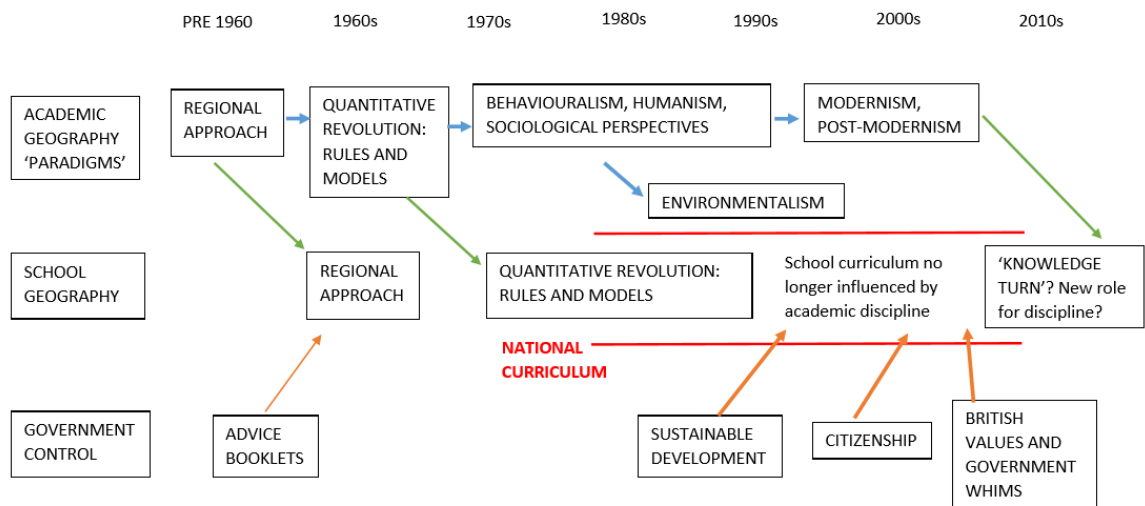 PRE 1960 1960s 1970s 1980s 1990s 2000s 2010s
ACADEMIC
GEOGRAPHY
‘PARADIGMS’
REGIONAL
APPROACH
QUANTITATIVE
REVOLUTION:
RULES AND
MODELS
BEHAVIOURALISM, HUMANISM,
SOCIOLOGICAL PERSPECTIVES
MODERNISM,
POST-MODERNISM
ENVIRONMENTALISM
SCHOOL
GEOGRAPHY
REGIONAL
APPROACH
QUANTITATIVE REVOLUTION:
RULES AND MODELS
School curriculum no
longer influenced by
academic discipline
‘KNOWLEDGE
TURN’? New role
for discipline?
NATIONAL
CURRICULUM
GOVERNMENT
CONTROL
ADVICE
BOOKLETS
SUSTAINABLE
DEVELOPMENT
CITIZENSHIP
BRITISH
VALUES AND
GOVERNMENT
WHIMS